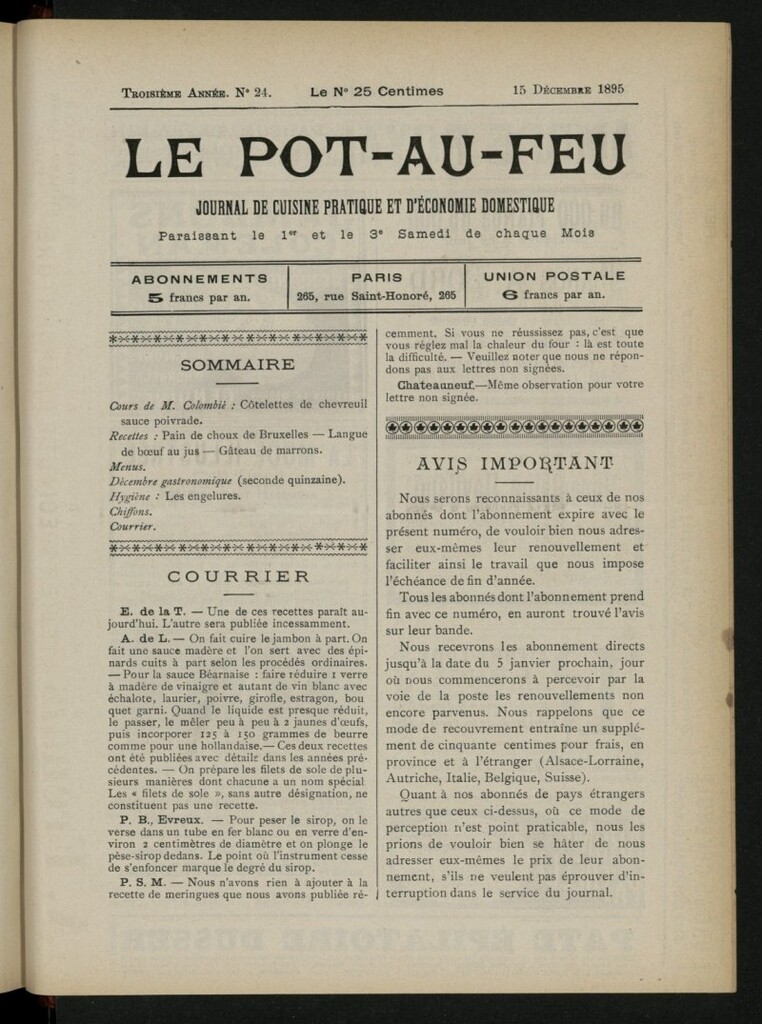 TROISIÈME ANNÉE. N° 24.
Le N° 25 Centimes
15 DÉCEMBRE 1895
LE POT-AU-FEU
JOURNAL DE CUISINE PRATIQUE ET D'ÉCONOMIE DOMESTIQUE
Paraissant le 1er et le 3e Samedi de chaque Mois
ABONNEMENTS
5 francs par an.
PARIS
265, rue Saint-Honoré, 265
UNION POSTALE
6 francs par an.
SOMMAIRE
Cours de M. Colombié : Côtelettes de chevreuil
sauce poivrade.
Recettes : Pain de choux de Bruxelles — Langue
de bœuf au jus — Gâteau de marrons.
Menus.
Décembre gastronomique (seconde quinzaine).
Hygiène : Les engelures.
Chiffons.
Courrier.
COURRIER
E. de la T. — Une de ces recettes paraît au-
jourd'hui. L'autre sera publiée incessamment.
A. de L. — On fait cuire le jambon à part. On
fait une sauce madère et l'on sert avec des épi-
nards cuits à part selon les procédés ordinaires.
— Pour la sauce Béarnaise : faire réduire 1 verre
à madère de vinaigre et autant de vin blanc avec
échalote, laurier, poivre, girofle, estragon, bou
quet garni. Quand le liquide est presque réduit,
le passer, le mêler peu à peu à 2 jaunes d'œufs,
puis incorporer 125 à 150 grammes de beurre
comme pour une hollandaise. — Ces deux recettes
ont été publiées avec détails dans les années pré-
cédentes. — On prépare les filets de sole de plu-
sieurs manières dont chacune a un nom spécial
Les « filets de sole », sans autre désignation, ne
constituent pas une recette.
P. B., Evreux. — Pour peser le sirop, on le
verse dans un tube en fer blanc ou en verre d'en-
viron 2 centimètres de diamètre et on plonge le
pèse-sirop dedans. Le point où l'instrument cesse
de s'enfoncer marque le degré du sirop.
P. S. M. — Nous n'avons rien à ajouter à la
recette de meringues que nous avons publiée ré-
cemment. Si vous ne réussissez pas, c'est que
vous réglez mal la chaleur du four : là est toute
la difficulté. — Veuillez noter que nous ne répon-
dons pas aux lettres non signées.
Chateauneuf. — Même observation pour votre
lettre non signée.
AVIS IMPORTANT
Nous serons reconnaissants à ceux de nos
abonnés dont l'abonnement expire avec le
présent numéro, de vouloir bien nous adres-
ser eux-mêmes leur renouvellement et
faciliter ainsi le travail que nous impose
l'échéance de fin d'année.
Tous les abonnés dont l'abonnement prend
fin avec ce numéro, en auront trouvé l'avis
sur leur bande.
Nous recevrons les abonnement directs
jusqu'à la date du 5 janvier prochain, jour
où nous commencerons à percevoir par la
voie de la poste les renouvellements non
encore parvenus. Nous rappelons que ce
mode de recouvrement entraîne un supplé-
ment de cinquante centimes pour frais, en
province et à l'étranger (Alsace-Lorraine,
Autriche, Italie, Belgique, Suisse).
Quant à nos abonnés de pays étrangers
autres que ceux ci-dessus, où ce mode de
perception n'est point praticable, nous les
prions de vouloir bien se hâter de nous
adresser eux-mêmes le prix de leur abon-
nement, s'ils ne veulent pas éprouver d'in-
terruption dans le service du journal.